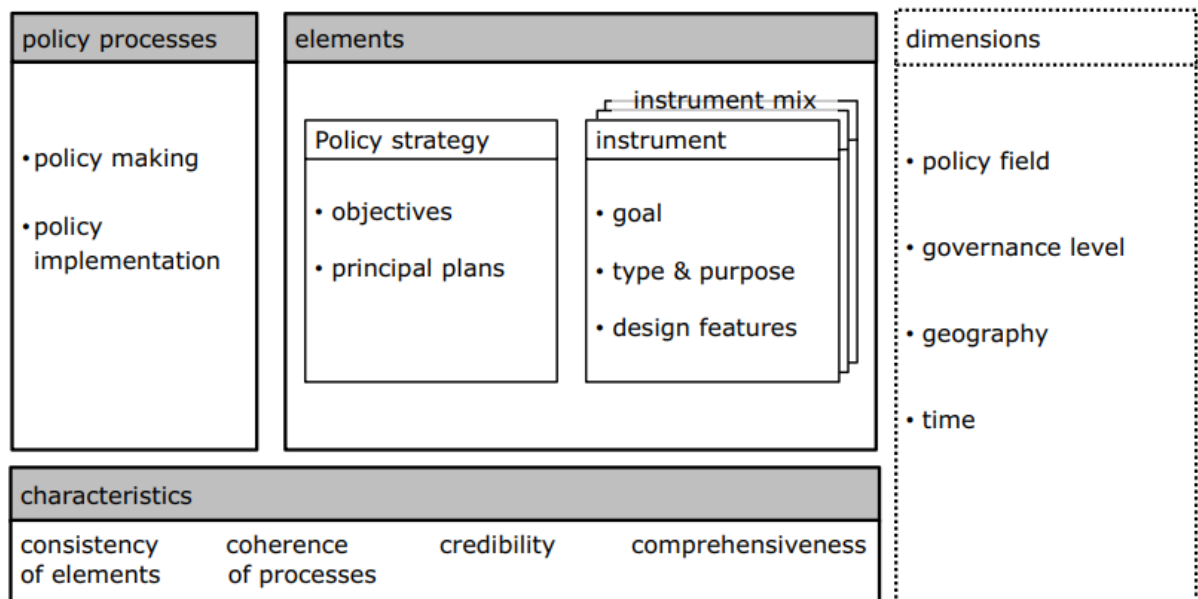 policy processes
• policy making
• policy
implementation
elements
Policy strategy
• objectives
• principal plans
instrument mix
instrument
• goal
• type & purpose
• design features
dimensions
• policy field
• governance level
• geography
• time
characteristics
consistency
of elements
coherence
of processes
credibility
comprehensiveness